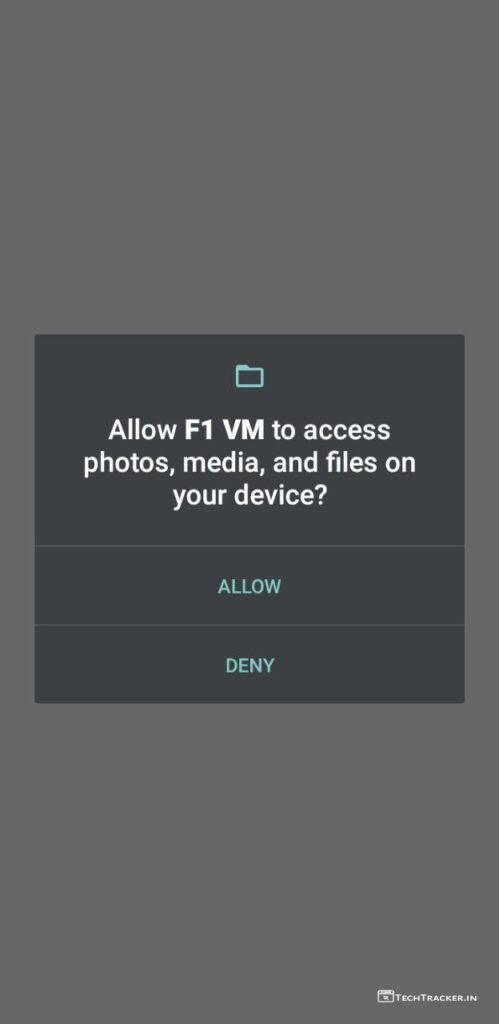 Allow F1 VM to access
photos, media, and files on
your device?
ALLOW
DENY
TECHTRACKER.IN